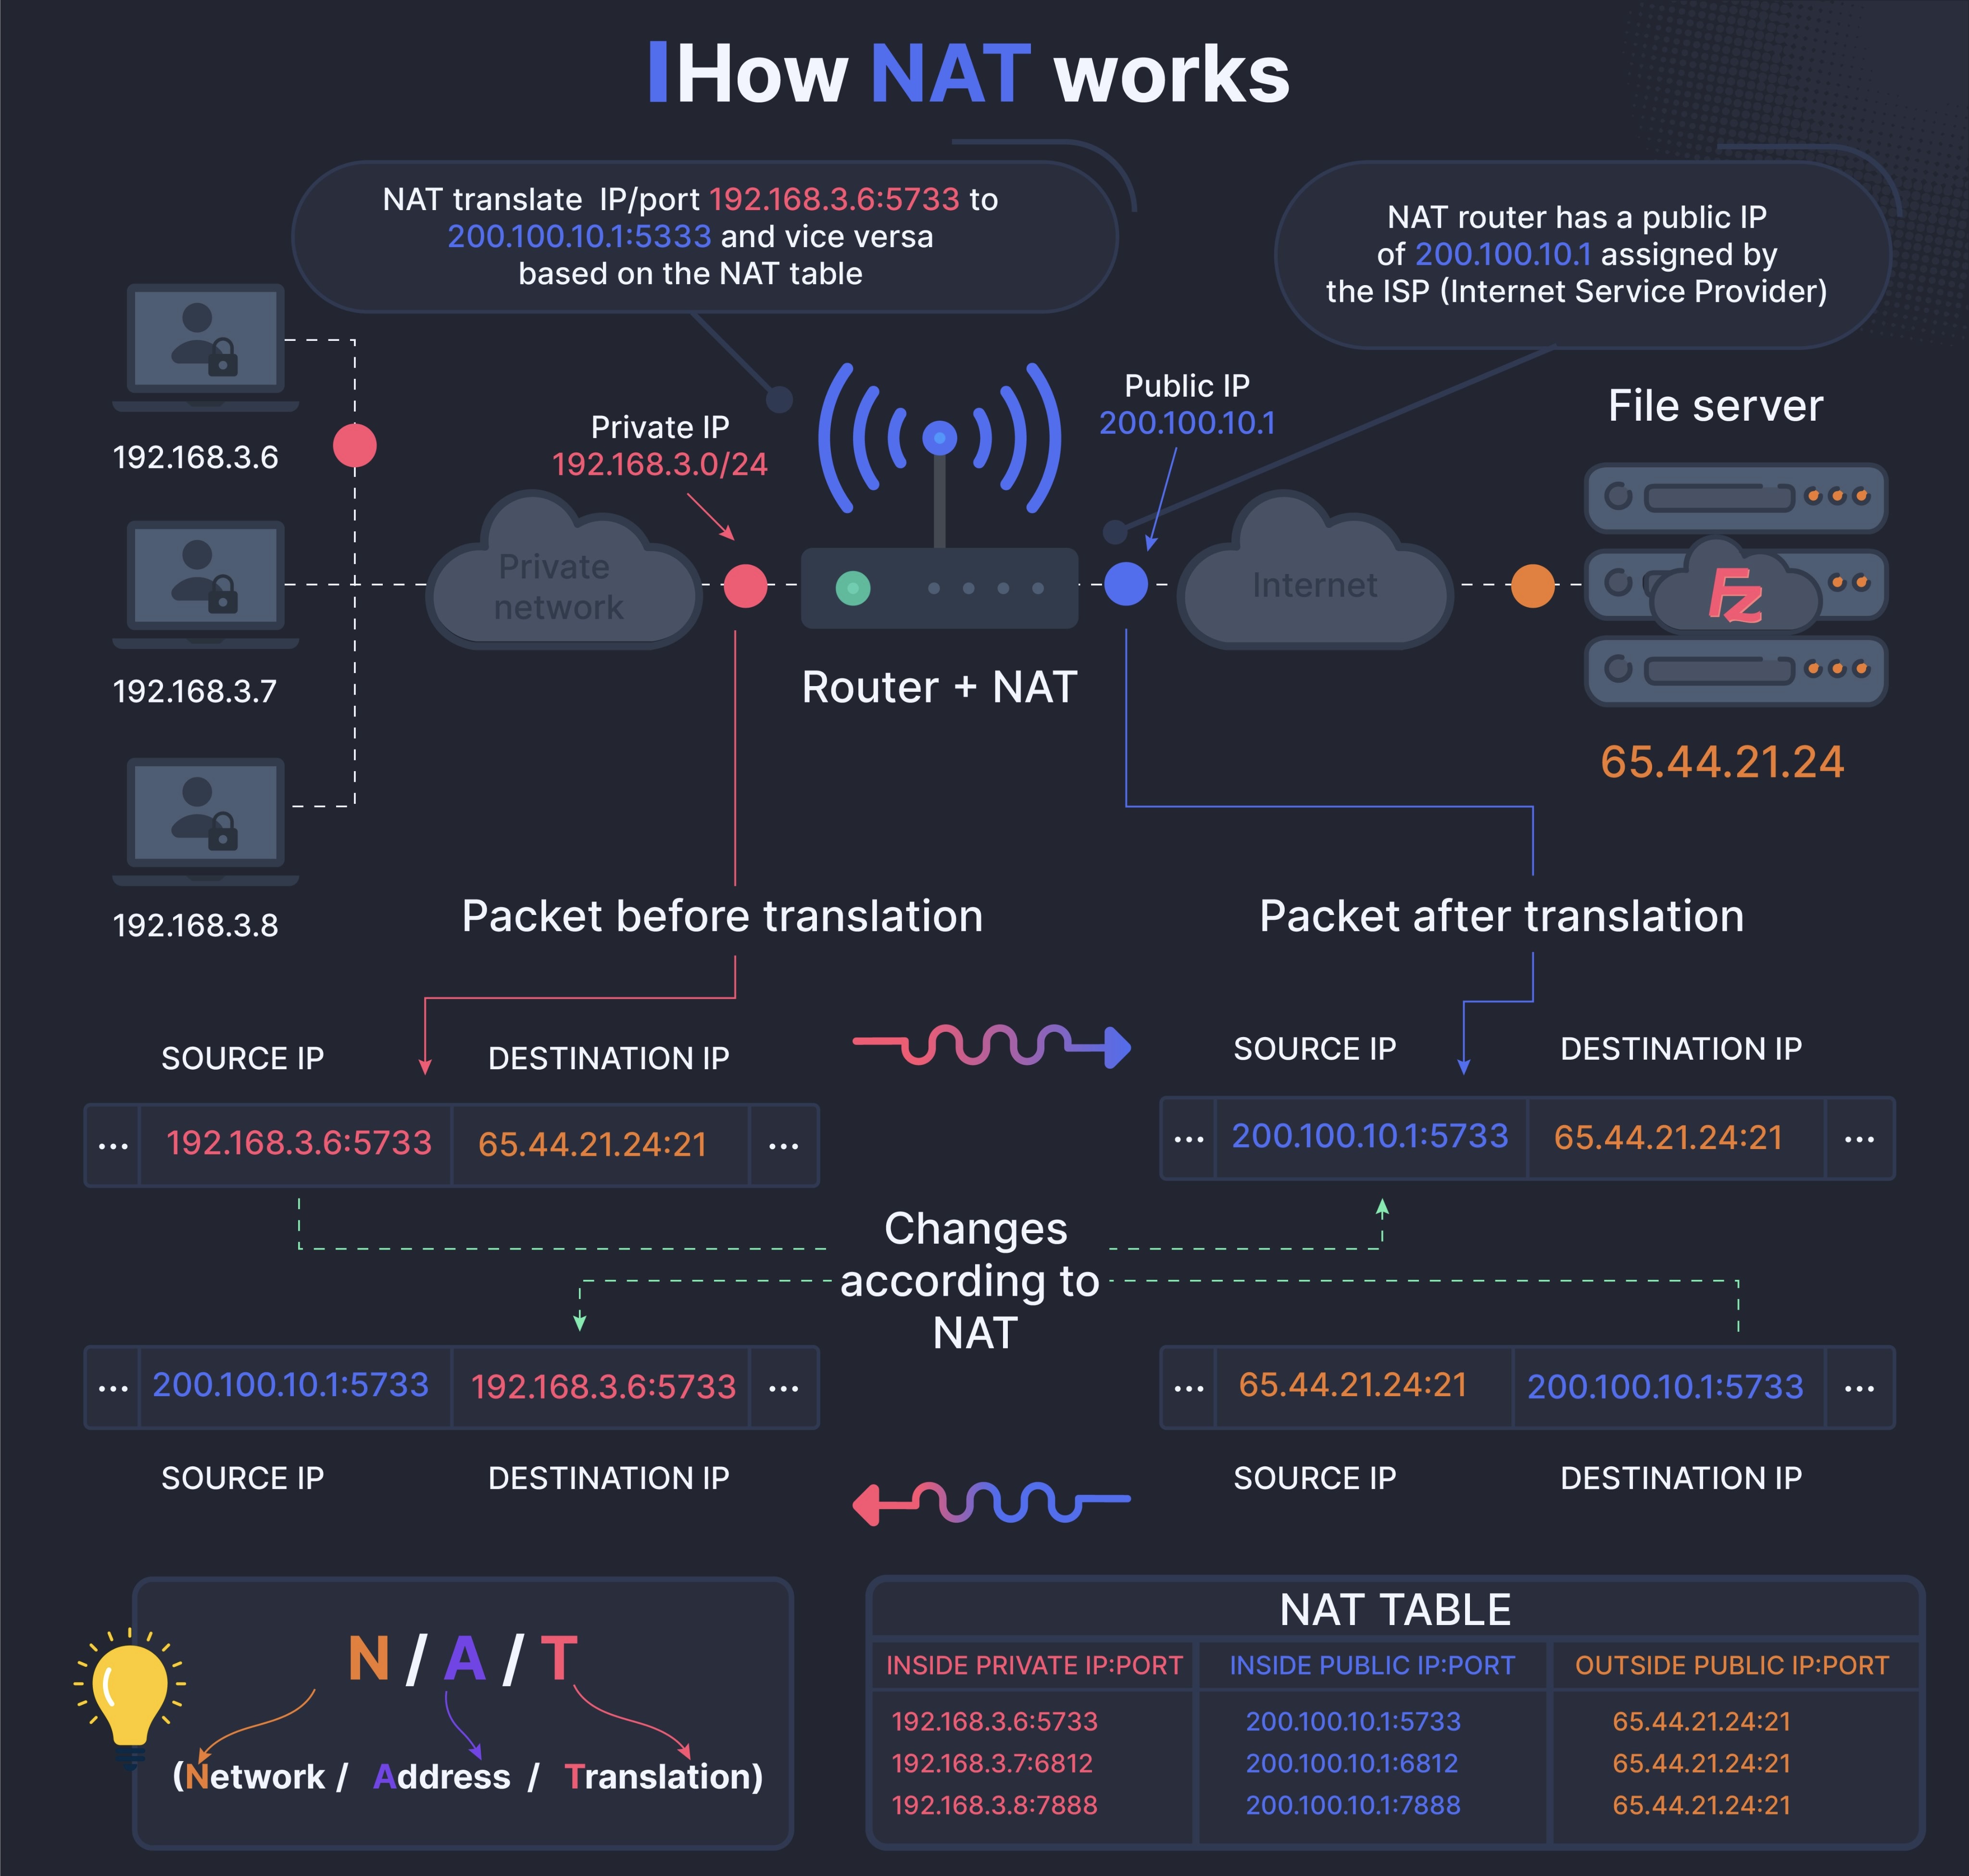 How NAT works
NAT translate IP/port 192.168.3.6:5733 to
200.100.10.1:5333 and vice versa
based on the NAT table
NAT router has a public IP
of 200.100.10.1 assigned by
the ISP (Internet Service Provider)
192.168.3.6
192.168.3.7
192.168.3.8
Private IP
192.168.3.0/24
Public IP
200.100.10.1
File server
Private
network
Internet
Fz
Router + NAT
65.44.21.24
Packet before translation
Packet after translation
SOURCE IP DESTINATION IP
... 192.168.3.6:5733 65.44.21.24:21 ...
SOURCE IP DESTINATION IP
... 200.100.10.1:5733 65.44.21.24:21 ...
Changes
according to
NAT
... 200.100.10.1:5733 192.168.3.6:5733 ...
SOURCE IP DESTINATION IP
... 65.44.21.24:21 200.100.10.1:5733 ...
SOURCE IP DESTINATION IP
N / A / T
(Network / Address / Translation)
NAT TABLE
INSIDE PRIVATE IP:PORT INSIDE PUBLIC IP:PORT OUTSIDE PUBLIC IP:PORT
192.168.3.6:5733 200.100.10.1:5733 65.44.21.24:21
192.168.3.7:6812 200.100.10.1:6812 65.44.21.24:21
192.168.3.8:7888 200.100.10.1:7888 65.44.21.24:21